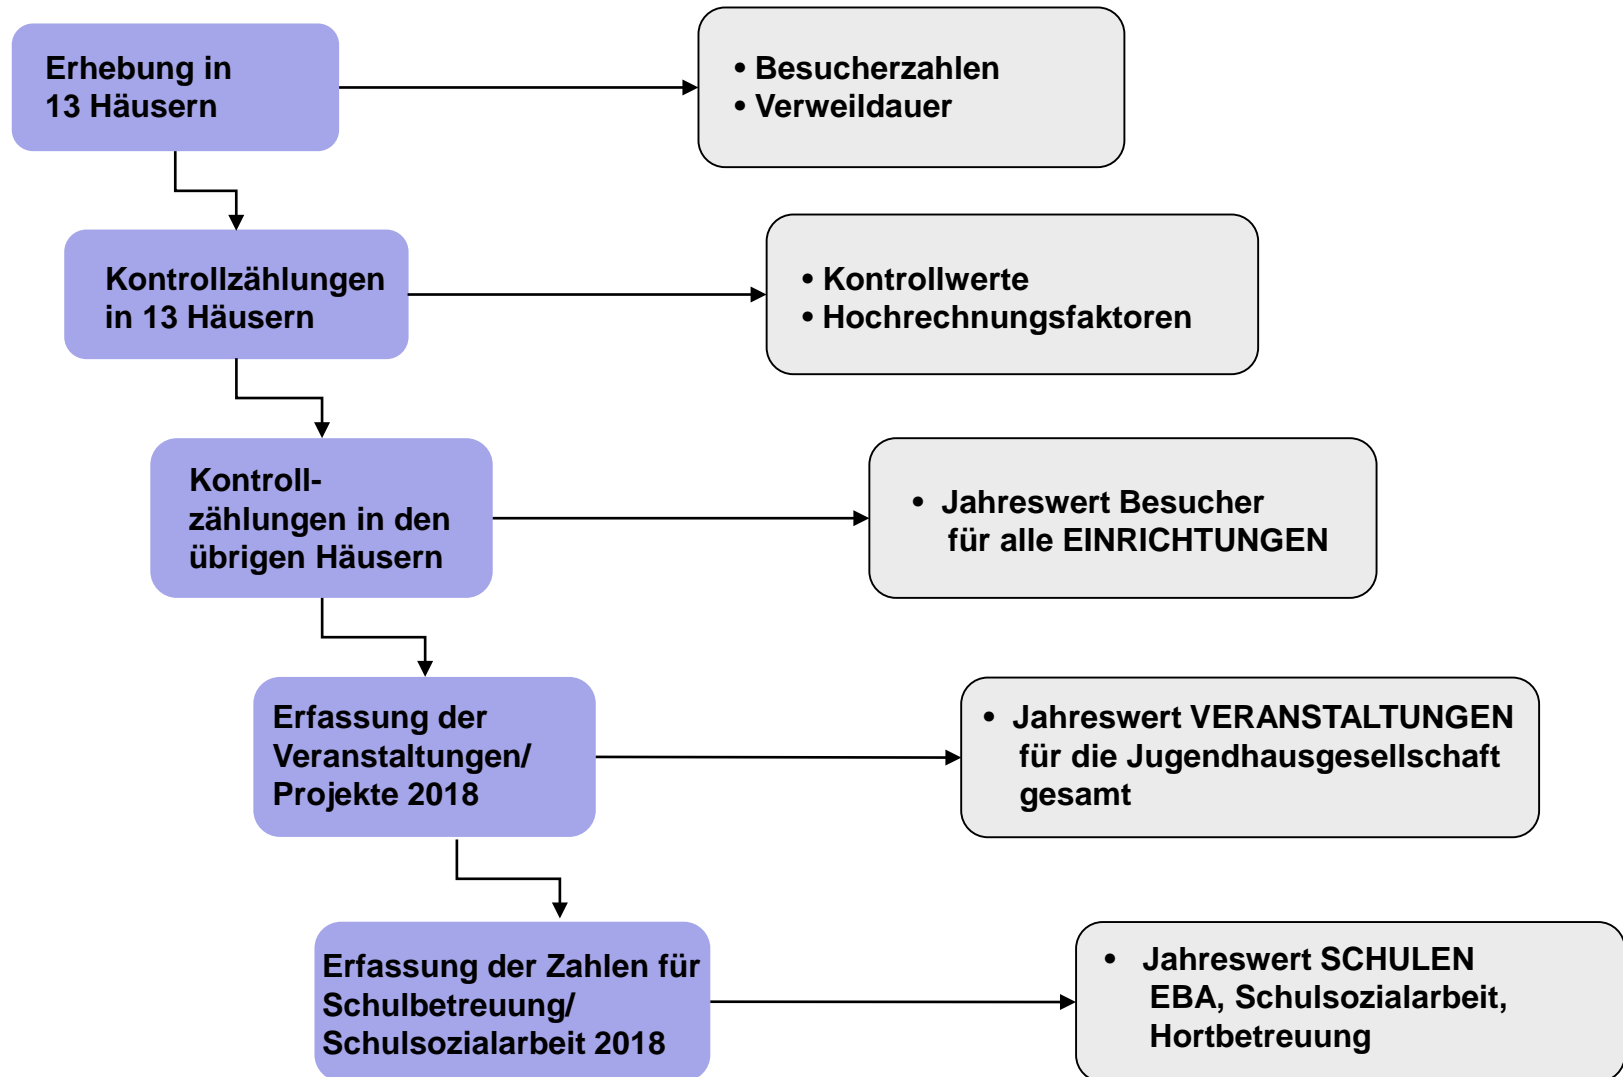 Erhebung in
13 Häusern
• Besucherzahlen
• Verweildauer
Kontrollzählungen
in 13 Häusern
• Kontrollwerte
• Hochrechnungsfaktoren
Kontroll-
zählungen in den
übrigen Häusern
• Jahreswert Besucher
für alle EINRICHTUNGEN
Erfassung der
Veranstaltungen/
Projekte 2018
• Jahreswert VERANSTALTUNGEN
für die Jugendhausgesellschaft
gesamt
Erfassung der Zahlen für
Schulbetreuung/
Schulsozialarbeit 2018
• Jahreswert SCHULEN
EBA, Schulsozialarbeit,
Hortbetreuung